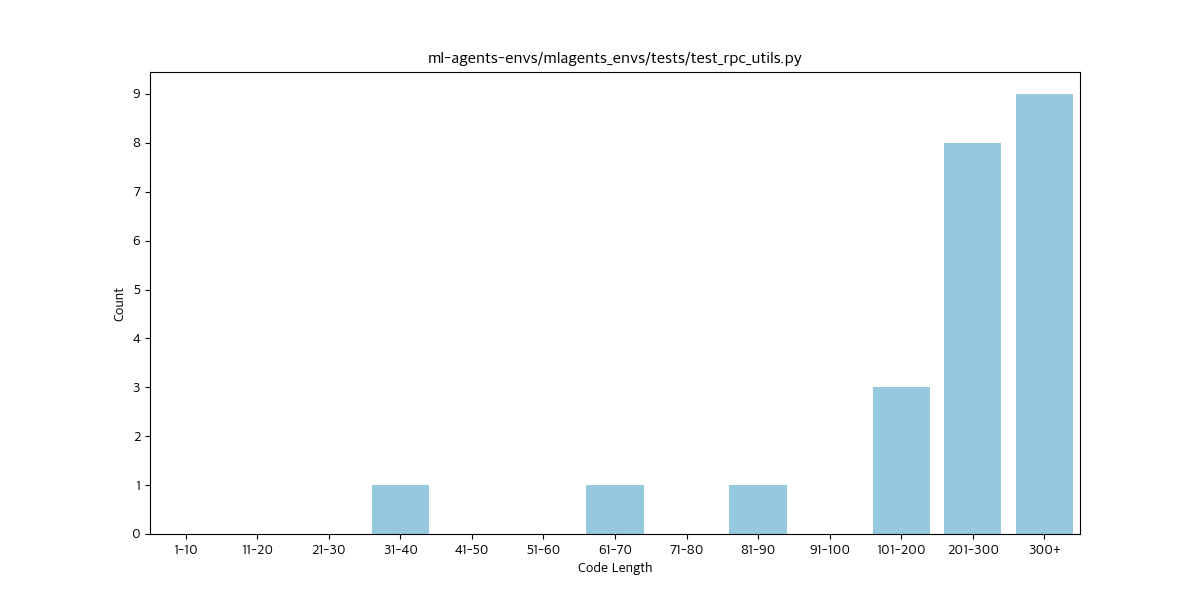 ml-agents-envs/mlagents_envs/tests/test_rpc_utils.py
9
8
7
6
5
4
3
2
1
0
Count
1-10 11-20 21-30 31-40 41-50 51-60 61-70 71-80 81-90 91-100 101-200 201-300 300+
Code Length